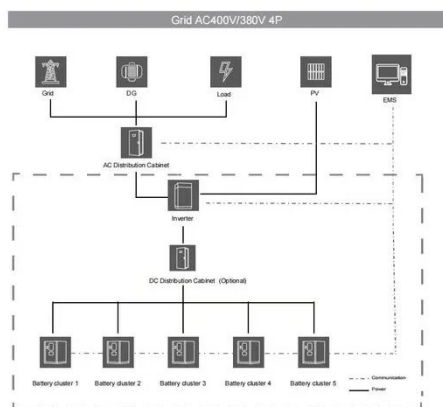 Grid AC400V/380V 4P
Grid
DG
Load
PV
EMS
AC Distribution Cabinet
Inverter
DC Distribution Cabinet (Optional)
Battery cluster 1
Battery cluster 2
Battery cluster 3
Battery cluster 4
Battery cluster 5
Communication
Power